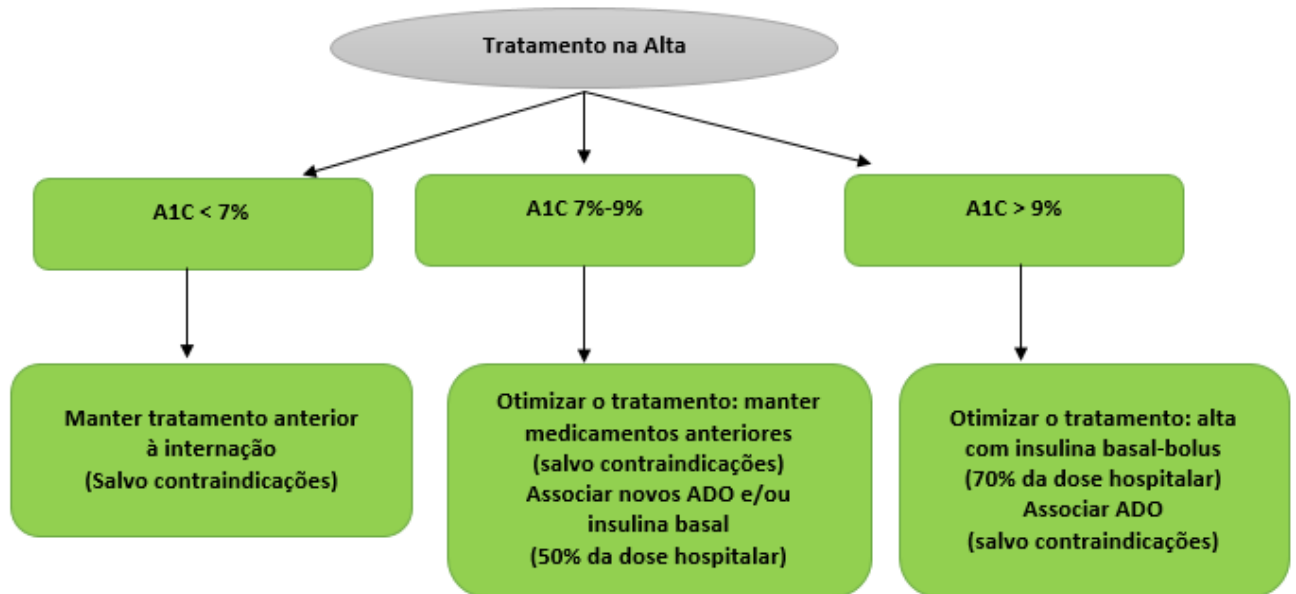 Tratamento na Alta
A1C < 7%
A1C 7%-9%
A1C > 9%
Manter tratamento anterior
à internação
(Salvo contraindicações)
Otimizar o tratamento: manter
medicamentos anteriores
(salvo contraindicações)
Associar novos ADO e/ou
insulina basal
(50% da dose hospitalar)
Otimizar o tratamento: alta
com insulina basal-bolus
(70% da dose hospitalar)
Associar ADO
(salvo contraindicações)